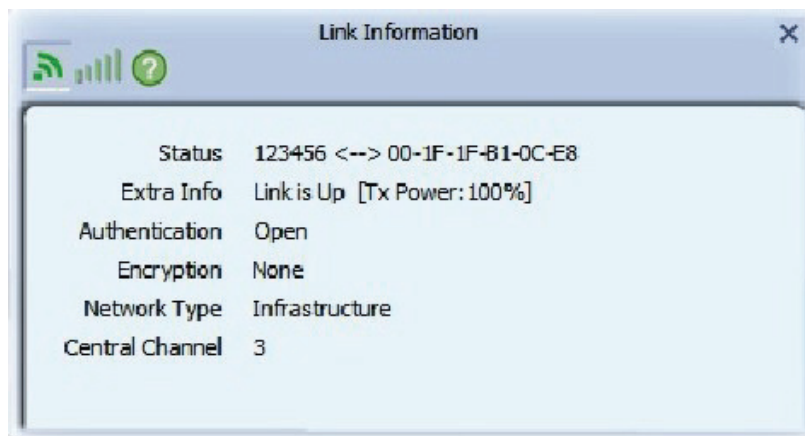 Link Information
Status 123456 <--> 00-1F-1F-B1-0C-E8
Extra Info Link is Up [Tx Power:100%]
Authentication Open
Encryption None
Network Type Infrastructure
Central Channel 3